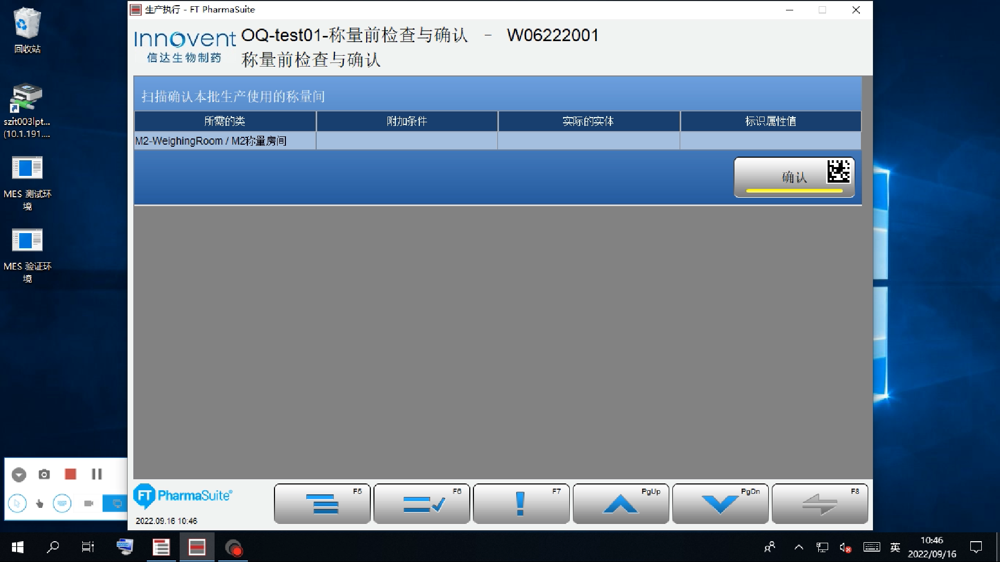 回收站
szit003lpt...
(10.1.191....
MES 测试环
境
MES 验证环
境
生产执行 - FT PharmaSuite
Innovent
信达生物制药
OQ-test01-称量前检查与确认 - W06222001
称量前检查与确认
扫描确认本批生产使用的称量间
所需的类 附加条件 实际的实体 标识属性值
M2-WeighingRoom / M2称量房间
确认
FT PharmaSuite®
2022.09.16 10:46
F5 F6 F7 PgUp PgDn F8
英
10:46
2022/09/16